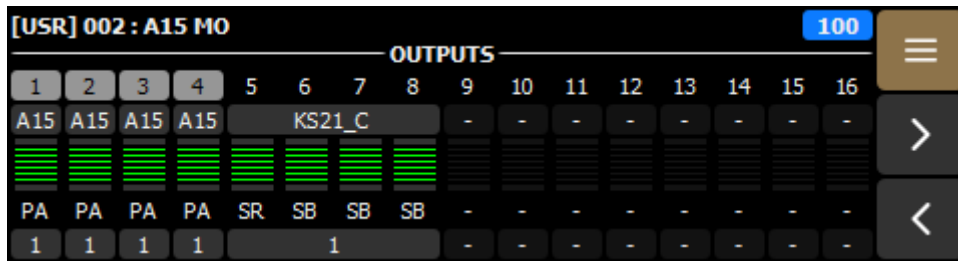 [USR] 002 : A15 MO 100
OUTPUTS
1 2 3 4 5 6 7 8 9 10 11 12 13 14 15 16
A15 A15 A15 A15 KS21_C - - - - - - - -
PA PA PA PA SR SB SB SB - - - - - - - -
1 1 1 1 1 - - - - - - - -